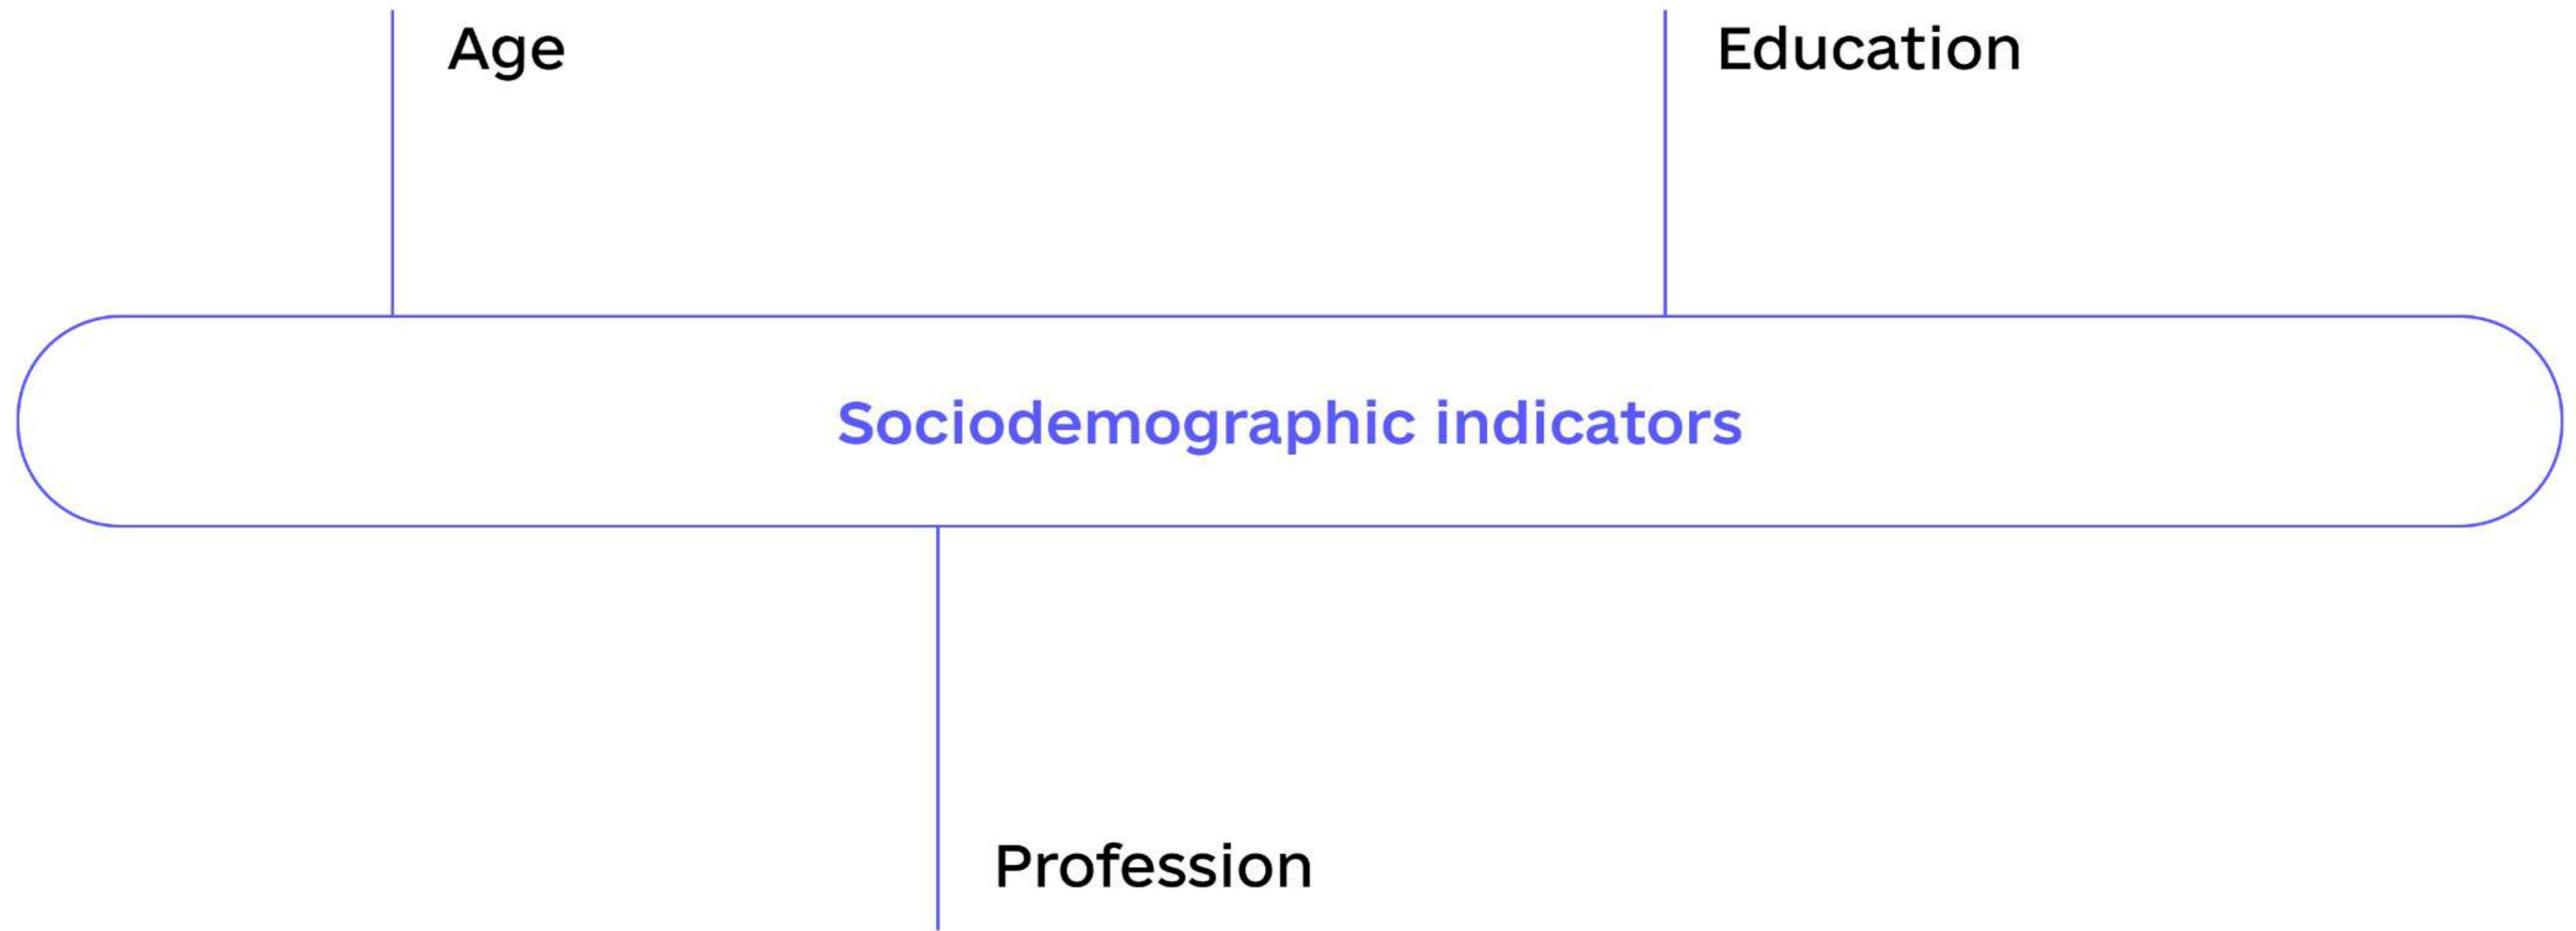 Age
Education
Sociodemographic indicators
Profession